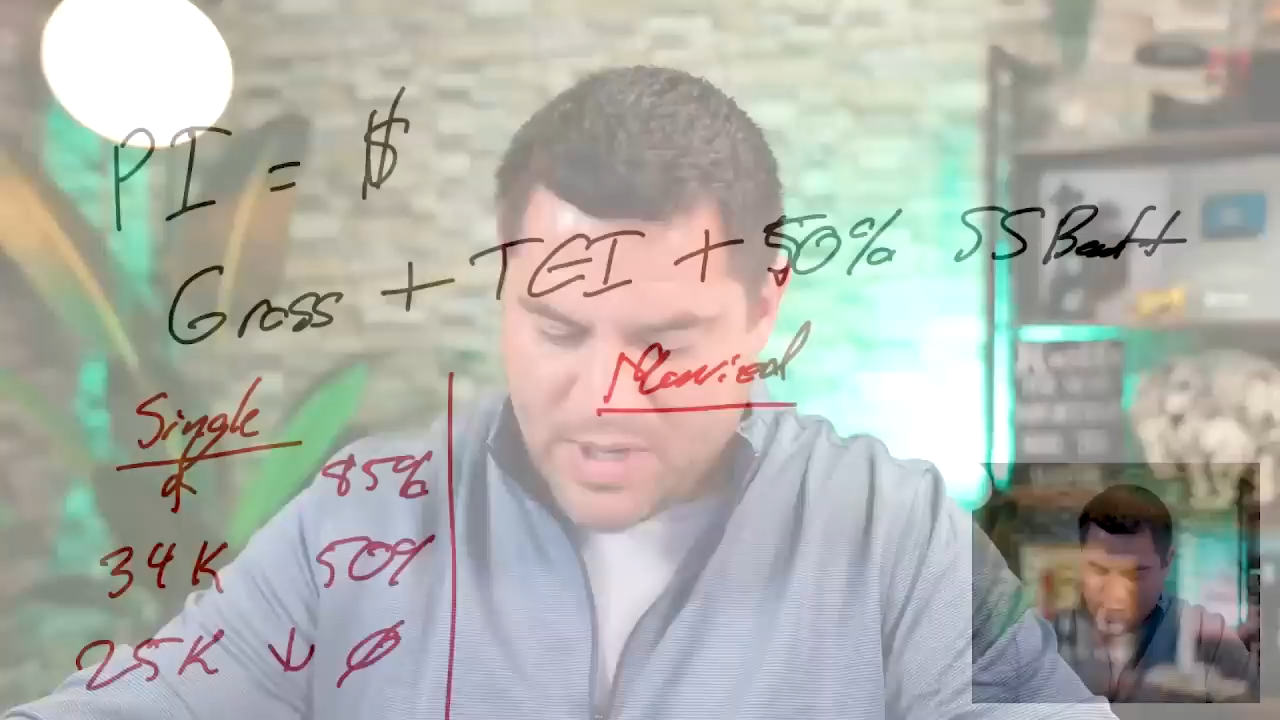 PI = $
Gross + TEI + 50% SS Benft
Single
Married
85%
34K 50%
25K ↓ ∅